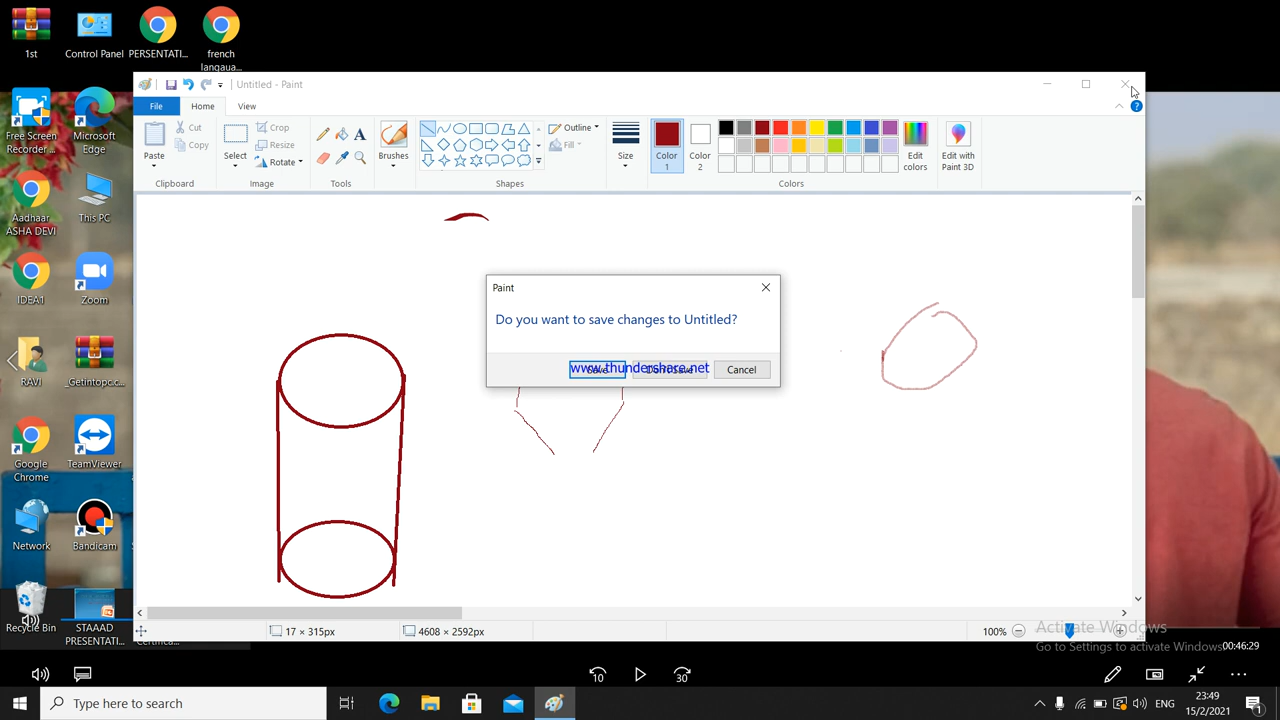 1st
Control Panel
PERSENTATI...
french
langaua...
Untitled - Paint
File
Home
View
Paste
Cut
Copy
Clipboard
Select
Crop
Resize
Rotate
Image
A
Tools
Brushes
Shapes
Outline
Fill
Size
Color
1
Color
2
Colors
Edit
colors
Edit with
Paint 3D
Free Screen
Recorder ...
Microsoft
Edge
Aadhaar
ASHA DEVI
This PC
IDEA1
Zoom
RAVI
_Getintopc.c...
Google
Chrome
TeamViewer
Network
Bandicam
Recycle Bin
STAAAD
PRESENTATI...
Paint
Do you want to save changes to Untitled?
www.thundershare.net
Cancel
17 × 315px
4608 × 2592px
100%
Activate Windows
Go to Settings to activate Windows.
00:46:29
10
30
Type here to search
ENG
23:49
15/2/2021
1